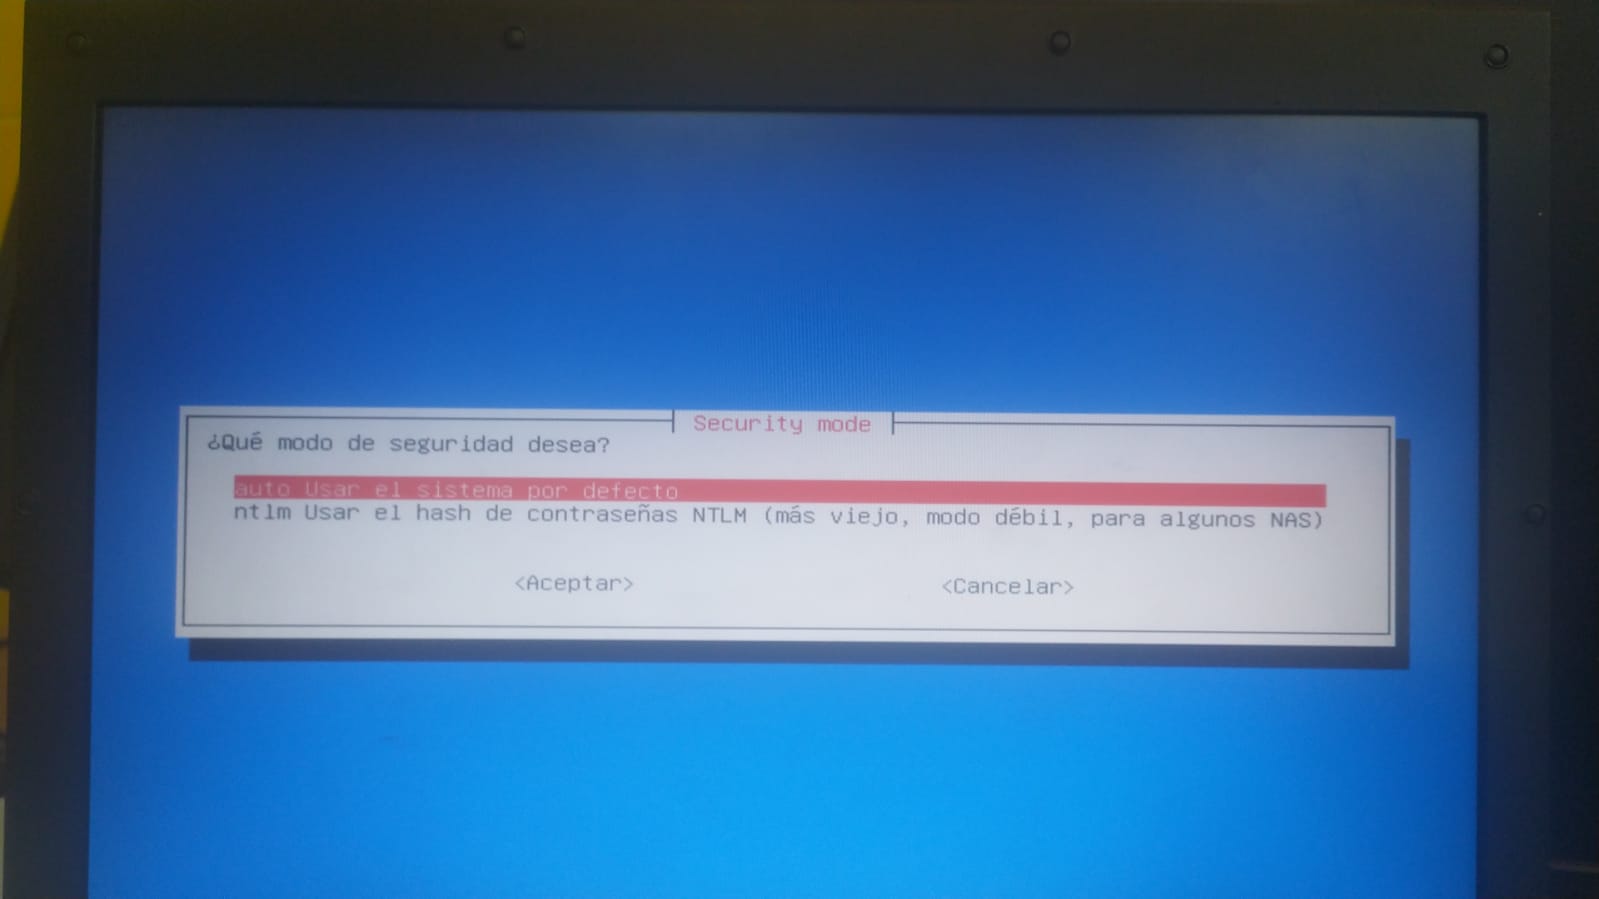 Security mode
¿Qué modo de seguridad desea?
auto Usar el sistema por defecto
ntlm Usar el hash de contraseñas NTLM (más viejo, modo débil, para algunos NAS)
<Aceptar> <Cancelar>